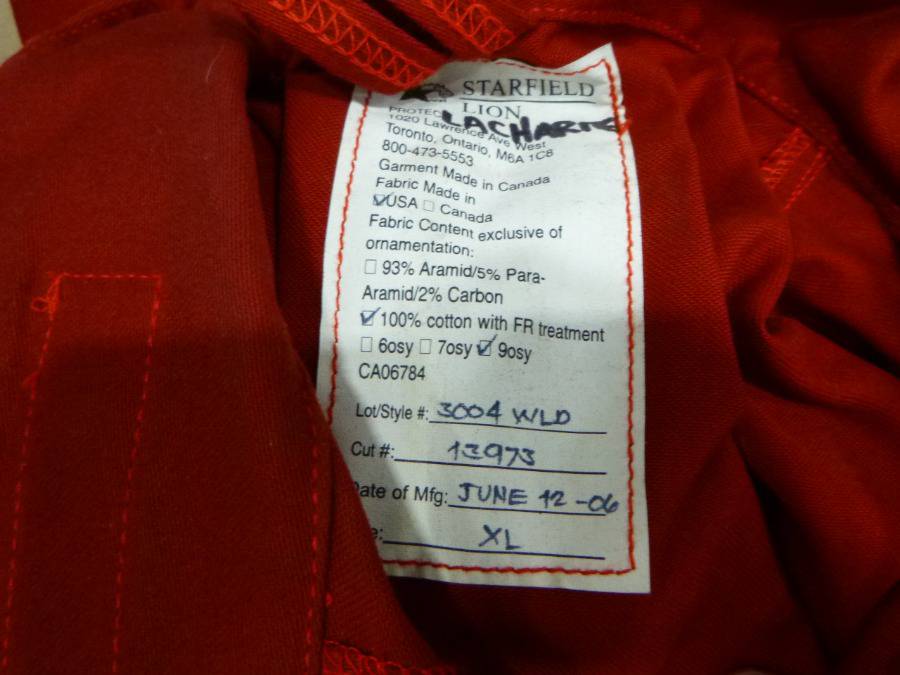 STARFIELD
LION
PROTEC
LACHARITE
1020 Lawrence Ave West
Toronto, Ontario, M6A 1C8
800-473-5553
Garment Made in Canada
Fabric Made in
☑USA ☐ Canada
Fabric Content exclusive of
ornamentation:
☐ 93% Aramid/5% Para-
Aramid/2% Carbon
☑ 100% cotton with FR treatment
☐ 6osy ☐ 7osy ☑ 9osy
CA06784
Lot/Style #: 3004 WLD
Cut #: 13973
ate of Mfg: JUNE 12-06
e: XL